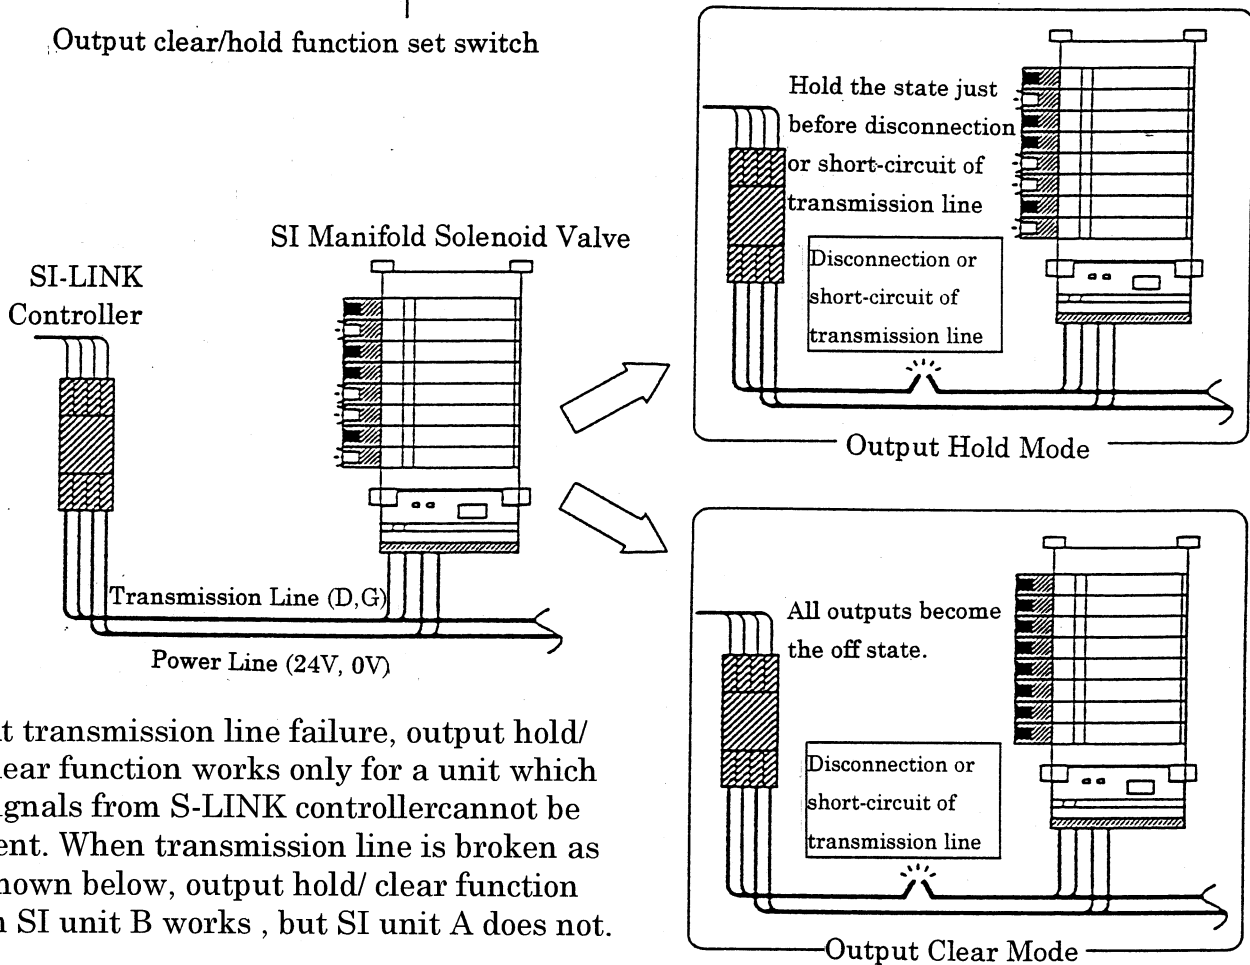 Output clear/hold function set switch
SI Manifold Solenoid Valve
SI-LINK
Controller
Transmission Line (D,G)
Power Line (24V, 0V)
t transmission line failure, output hold/
lear function works only for a unit which
ignals from S-LINK controllercannot be
ent. When transmission line is broken as
hown below, output hold/ clear function
n SI unit B works , but SI unit A does not.
Hold the state just
before disconnection
or short-circuit of
transmission line
Disconnection or
short-circuit of
transmission line
Output Hold Mode
All outputs become
the off state.
Disconnection or
short-circuit of
transmission line
Output Clear Mode